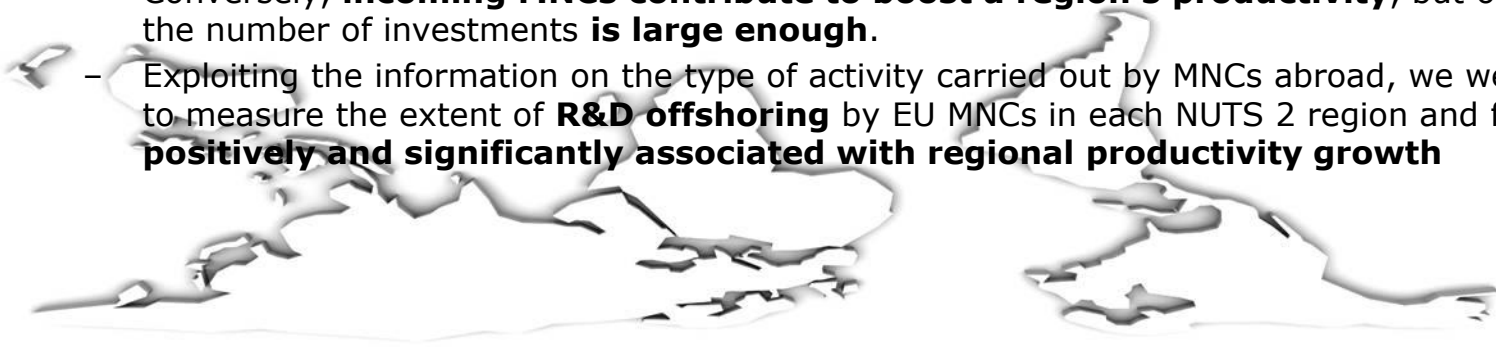 Conversely, incoming MNCs contribute to boost a region's productivity, but
the number of investments is large enough.
– Exploiting the information on the type of activity carried out by MNCs abroad, we
to measure the extent of R&D offshoring by EU MNCs in each NUTS 2 region and
positively and significantly associated with regional productivity growth